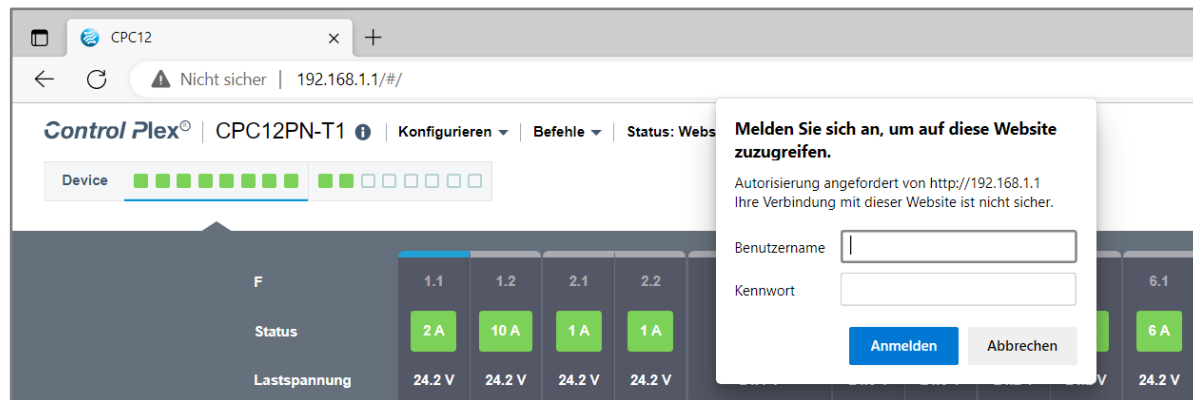 CPC12
Nicht sicher | 192.168.1.1/#/
Control Plex® | CPC12PN-T1 | Konfigurieren | Befehle | Status: Webs
Device
Melden Sie sich an, um auf diese Website
zuzugreifen.
Autorisierung angefordert von http://192.168.1.1
Ihre Verbindung mit dieser Website ist nicht sicher.
Benutzername
Kennwort
Anmelden Abbrechen
F 1.1 1.2 2.1 2.2 6.1
Status 2 A 10 A 1 A 1 A 6 A
Lastspannung 24.2 V 24.2 V 24.2 V 24.2 V 24.2 V